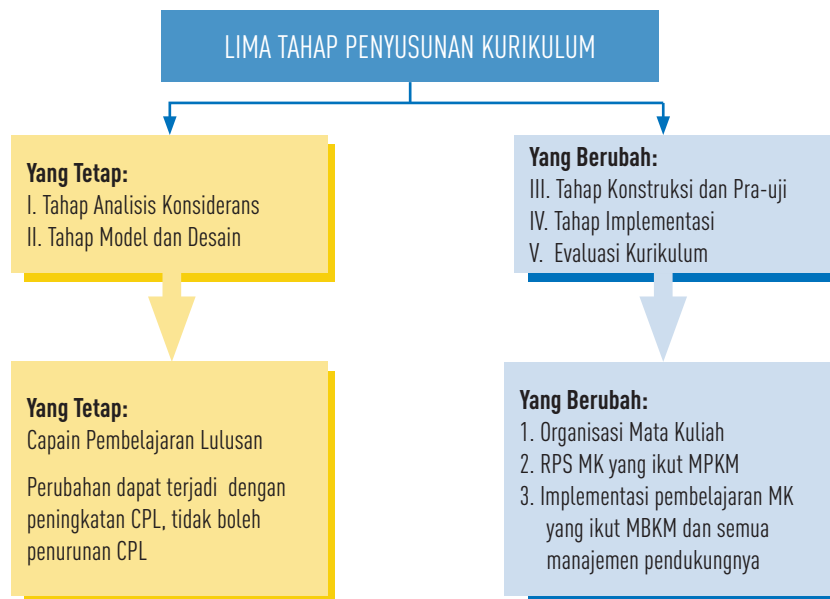 LIMA TAHAP PENYUSUNAN KURIKULUM
Yang Tetap:
I. Tahap Analisis Konsiderans
II. Tahap Model dan Desain
Yang Berubah:
III. Tahap Konstruksi dan Pra-uji
IV. Tahap Implementasi
V. Evaluasi Kurikulum
Yang Tetap:
Capain Pembelajaran Lulusan
Perubahan dapat terjadi dengan
peningkatan CPL, tidak boleh
penurunan CPL
Yang Berubah:
1. Organisasi Mata Kuliah
2. RPS MK yang ikut MPKM
3. Implementasi pembelajaran MK
yang ikut MBKM dan semua
manajemen pendukungnya